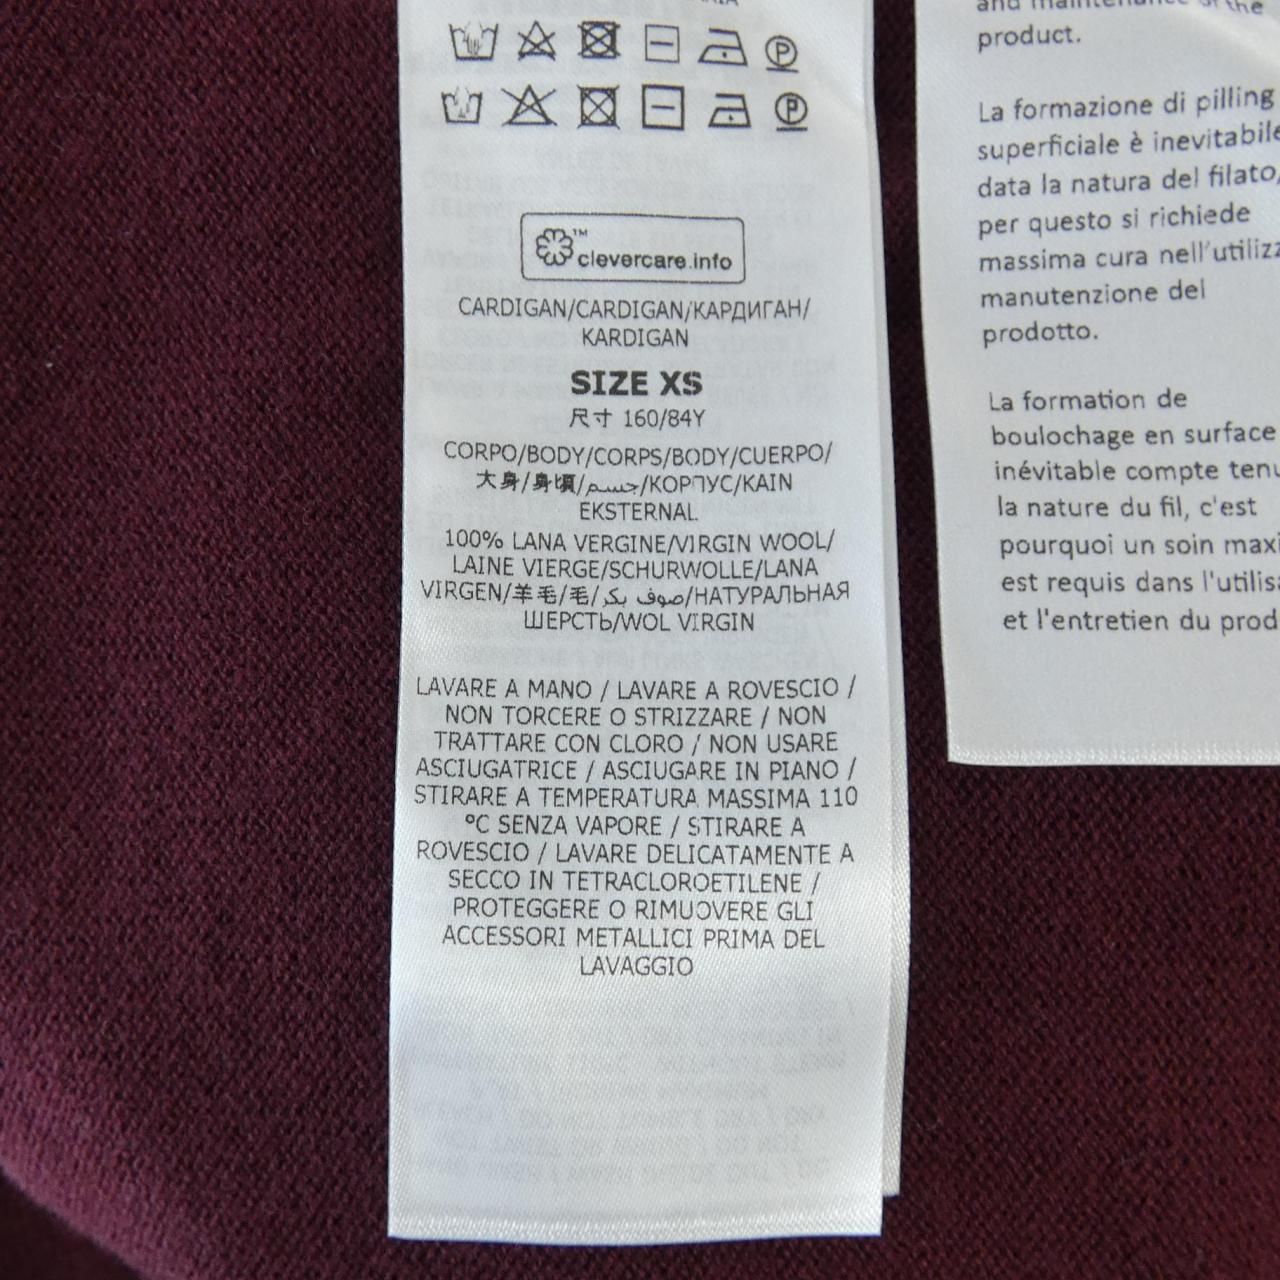 clevercare.info
CARDIGAN/CARDIGAN/КАРДИГАН/
KARDIGAN
SIZE XS
尺寸 160/84Y
CORPO/BODY/CORPS/BODY/CUERPO/
大身/身頃/جسم/КОРПУС/KAIN
EKSTERNAL
100% LANA VERGINE/VIRGIN WOOL/
LAINE VIERGE/SCHURWOLLE/LANA
VIRGEN/羊毛/毛/صوف بكر/НАТУРАЛЬНАЯ
ШЕРСТЬ/WOL VIRGIN
LAVARE A MANO / LAVARE A ROVESCIO /
NON TORCERE O STRIZZARE / NON
TRATTARE CON CLORO / NON USARE
ASCIUGATRICE / ASCIUGARE IN PIANO /
STIRARE A TEMPERATURA MASSIMA 110
°C SENZA VAPORE / STIRARE A
ROVESCIO / LAVARE DELICATAMENTE A
SECCO IN TETRACLOROETILENE /
PROTEGGERE O RIMUOVERE GLI
ACCESSORI METALLICI PRIMA DEL
LAVAGGIO
and maintenance of the
product.
La formazione di pilling
superficiale è inevitabile
data la natura del filato,
per questo si richiede
massima cura nell'utilizz
manutenzione del
prodotto.
La formation de
boulochage en surface
inévitable compte tenu
la nature du fil, c'est
pourquoi un soin maxi
est requis dans l'utilisa
et l'entretien du prod